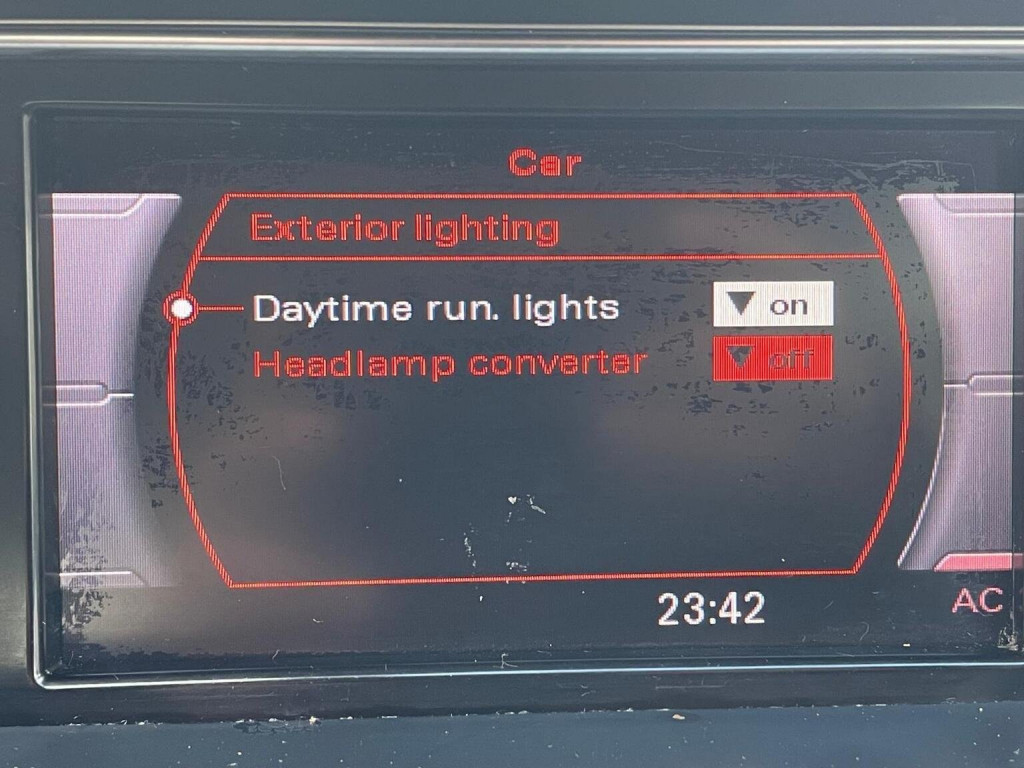 Car
Exterior lighting
Daytime run. lights on
Headlamp converter off
23:42
AC